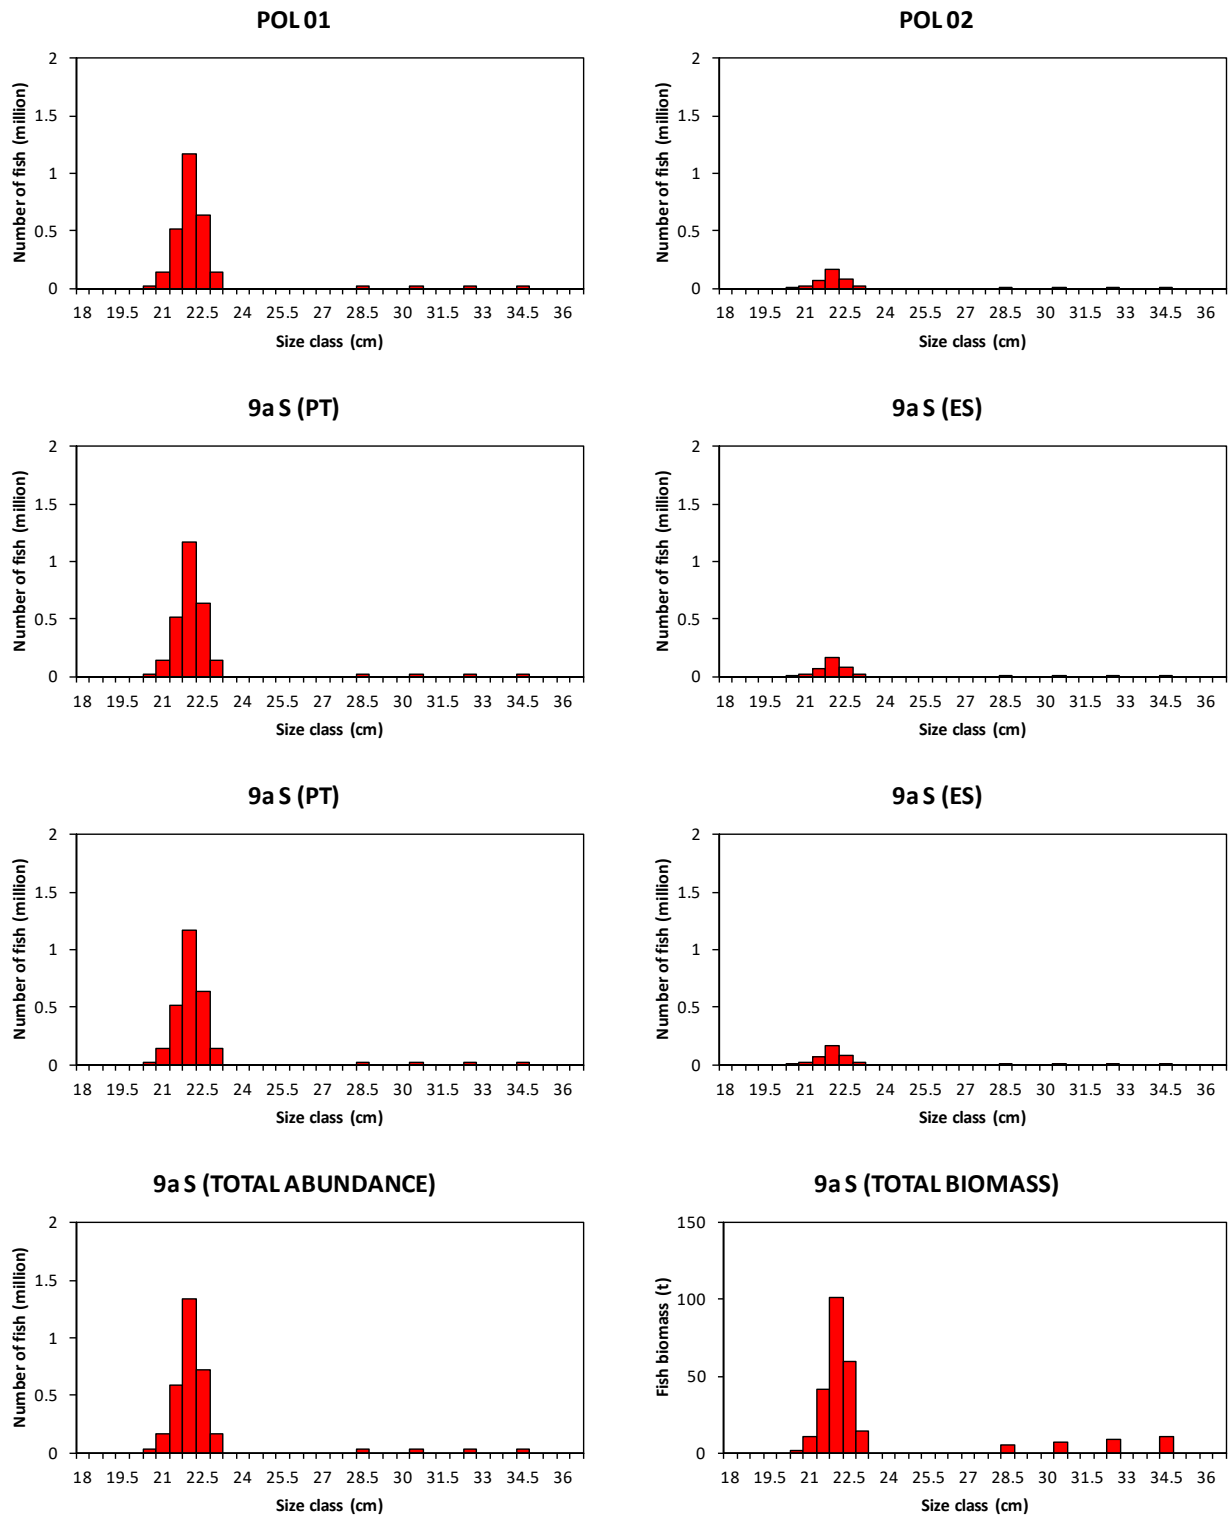 POL 01
Number of fish (million)
2
1.5
1
0.5
0
18 19.5 21 22.5 24 25.5 27 28.5 30 31.5 33 34.5 36
Size class (cm)
POL 02
Number of fish (million)
2
1.5
1
0.5
0
18 19.5 21 22.5 24 25.5 27 28.5 30 31.5 33 34.5 36
Size class (cm)
9a S (PT)
Number of fish (million)
2
1.5
1
0.5
0
18 19.5 21 22.5 24 25.5 27 28.5 30 31.5 33 34.5 36
Size class (cm)
9a S (ES)
Number of fish (million)
2
1.5
1
0.5
0
18 19.5 21 22.5 24 25.5 27 28.5 30 31.5 33 34.5 36
Size class (cm)
9a S (PT)
Number of fish (million)
2
1.5
1
0.5
0
18 19.5 21 22.5 24 25.5 27 28.5 30 31.5 33 34.5 36
Size class (cm)
9a S (ES)
Number of fish (million)
2
1.5
1
0.5
0
18 19.5 21 22.5 24 25.5 27 28.5 30 31.5 33 34.5 36
Size class (cm)
9a S (TOTAL ABUNDANCE)
Number of fish (million)
2
1.5
1
0.5
0
18 19.5 21 22.5 24 25.5 27 28.5 30 31.5 33 34.5 36
Size class (cm)
9a S (TOTAL BIOMASS)
Fish biomass (t)
150
100
50
0
18 19.5 21 22.5 24 25.5 27 28.5 30 31.5 33 34.5 36
Size class (cm)